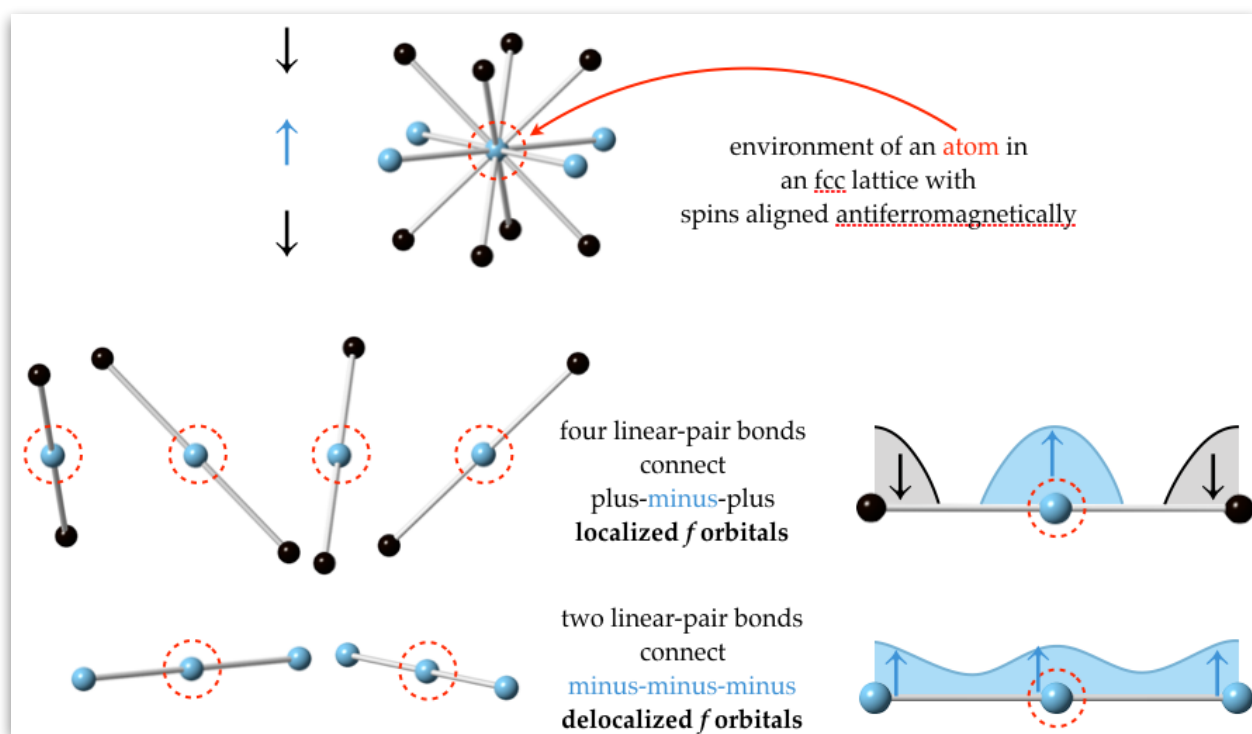 environment of an atom in
an fcc lattice with
spins aligned antiferromagnetically
four linear-pair bonds
connect
plus-minus-plus
localized f orbitals
two linear-pair bonds
connect
minus-minus-minus
delocalized f orbitals